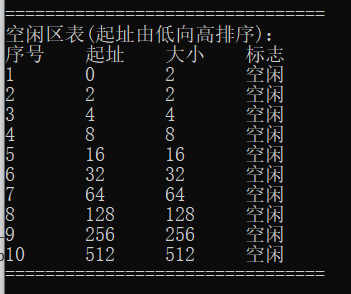 ================================
空闲区表(起址由低向高排序):
序号 起址 大小 标志
1 0 2 空闲
2 2 2 空闲
3 4 4 空闲
4 8 8 空闲
5 16 16 空闲
6 32 32 空闲
7 64 64 空闲
8 128 128 空闲
9 256 256 空闲
10 512 512 空闲
================================